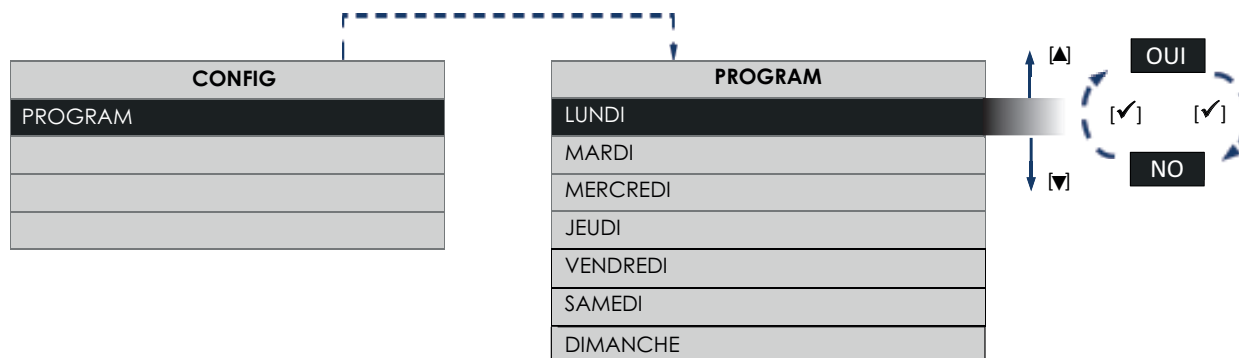 CONFIG
PROGRAM
PROGRAM
LUNDI
MARDI
MERCREDI
JEUDI
VENDREDI
SAMEDI
DIMANCHE
[▲]
OUI
[✓] [✓]
NO
[▼]